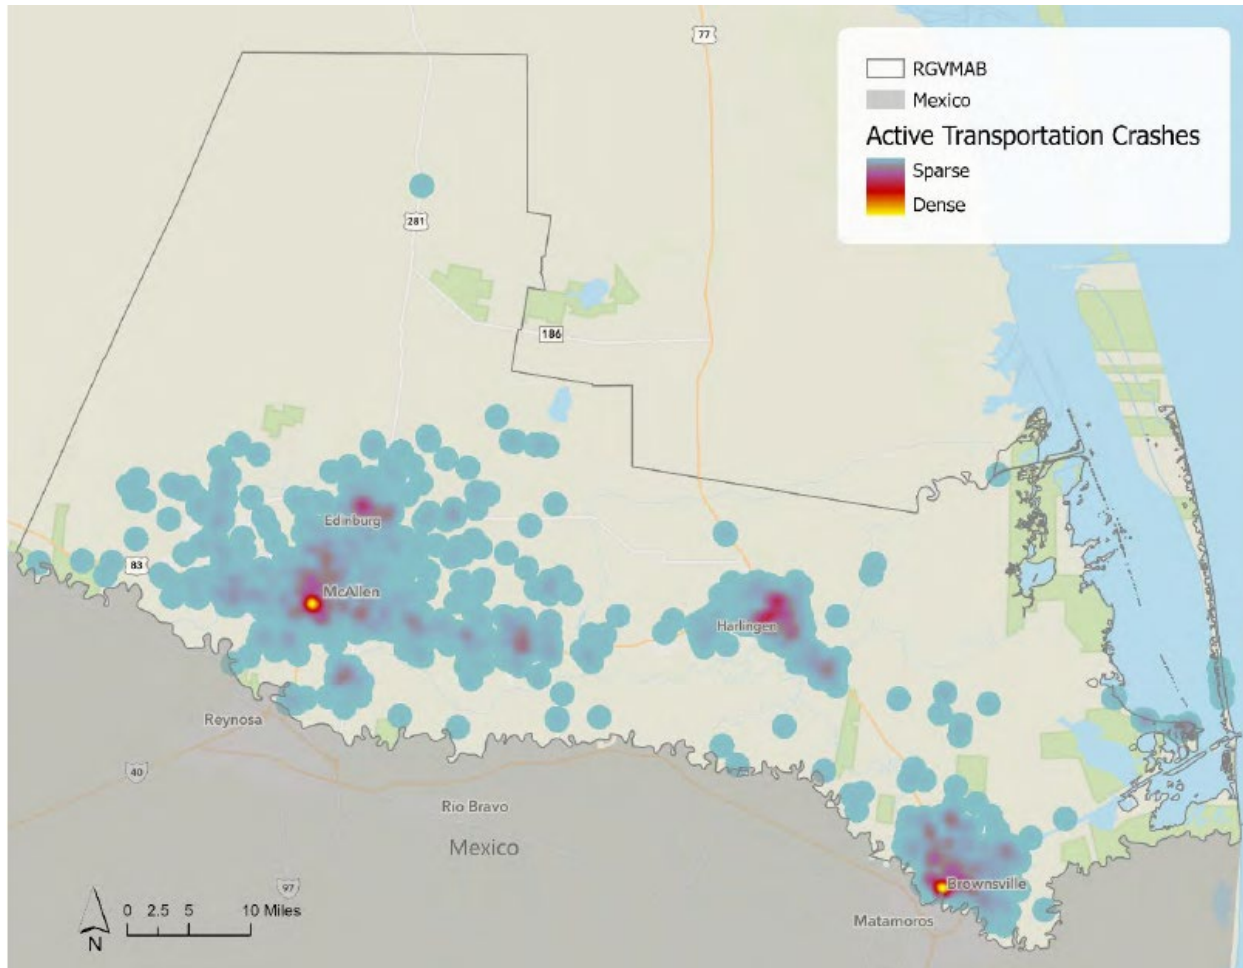 77
RGVMAB
Mexico
Active Transportation Crashes
Sparse
Dense
281
186
Edinburg
83
McAllen
Harlingen
Reynosa
40
Rio Bravo
Mexico
97
Brownsville
Matamoros
0 2.5 5 10 Miles
N